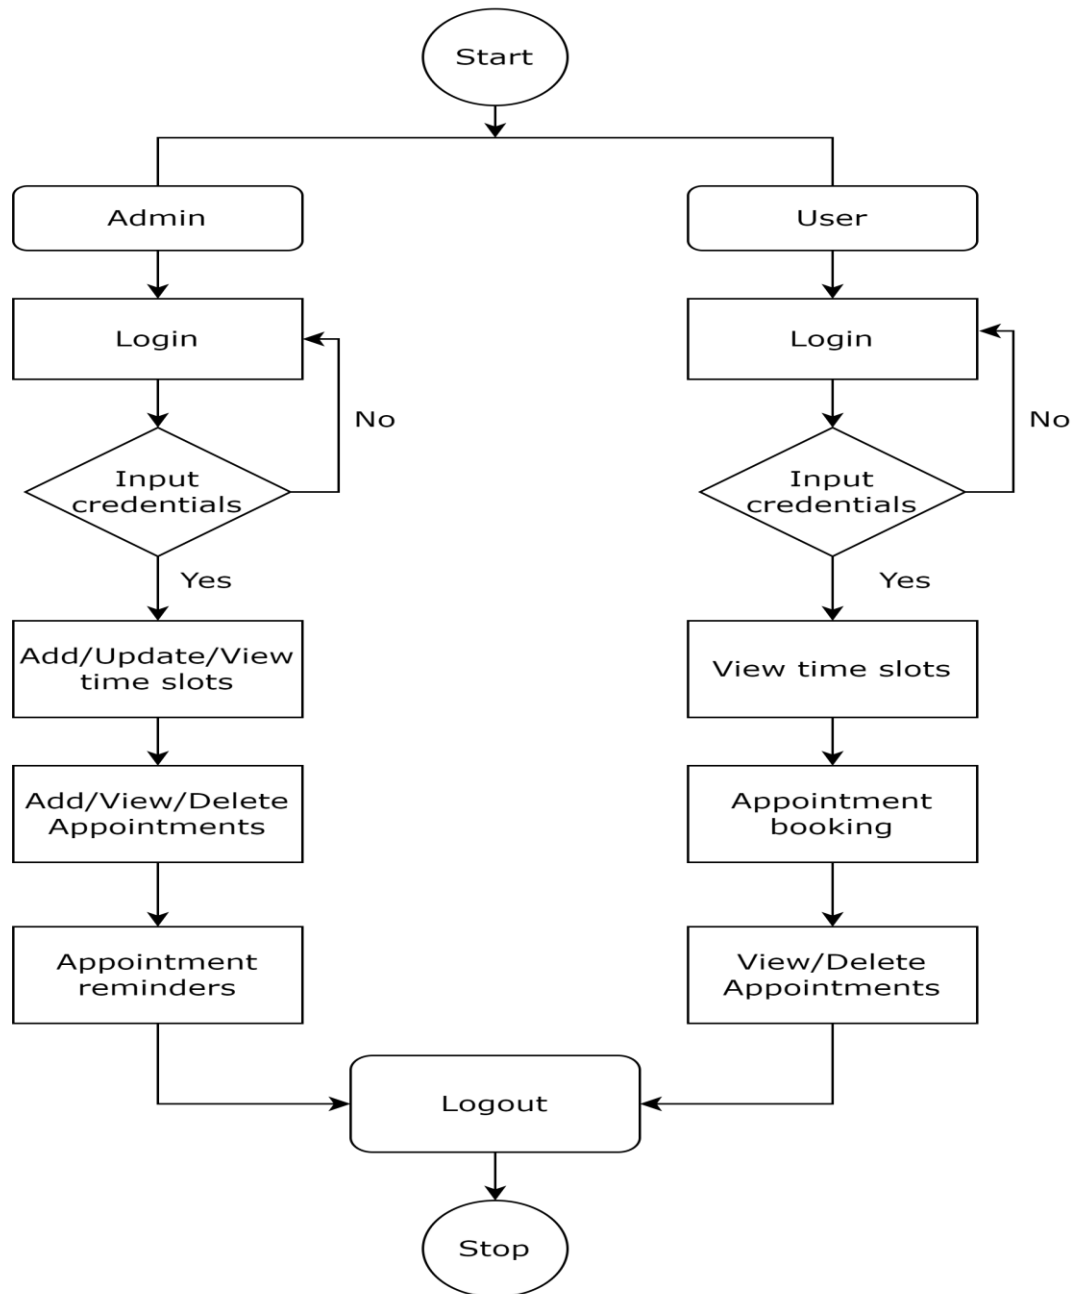 Start
Admin
User
Login
Login
No
No
Input
credentials
Input
credentials
Yes
Yes
Add/Update/View
time slots
View time slots
Add/View/Delete
Appointments
Appointment
booking
Appointment
reminders
View/Delete
Appointments
Logout
Stop